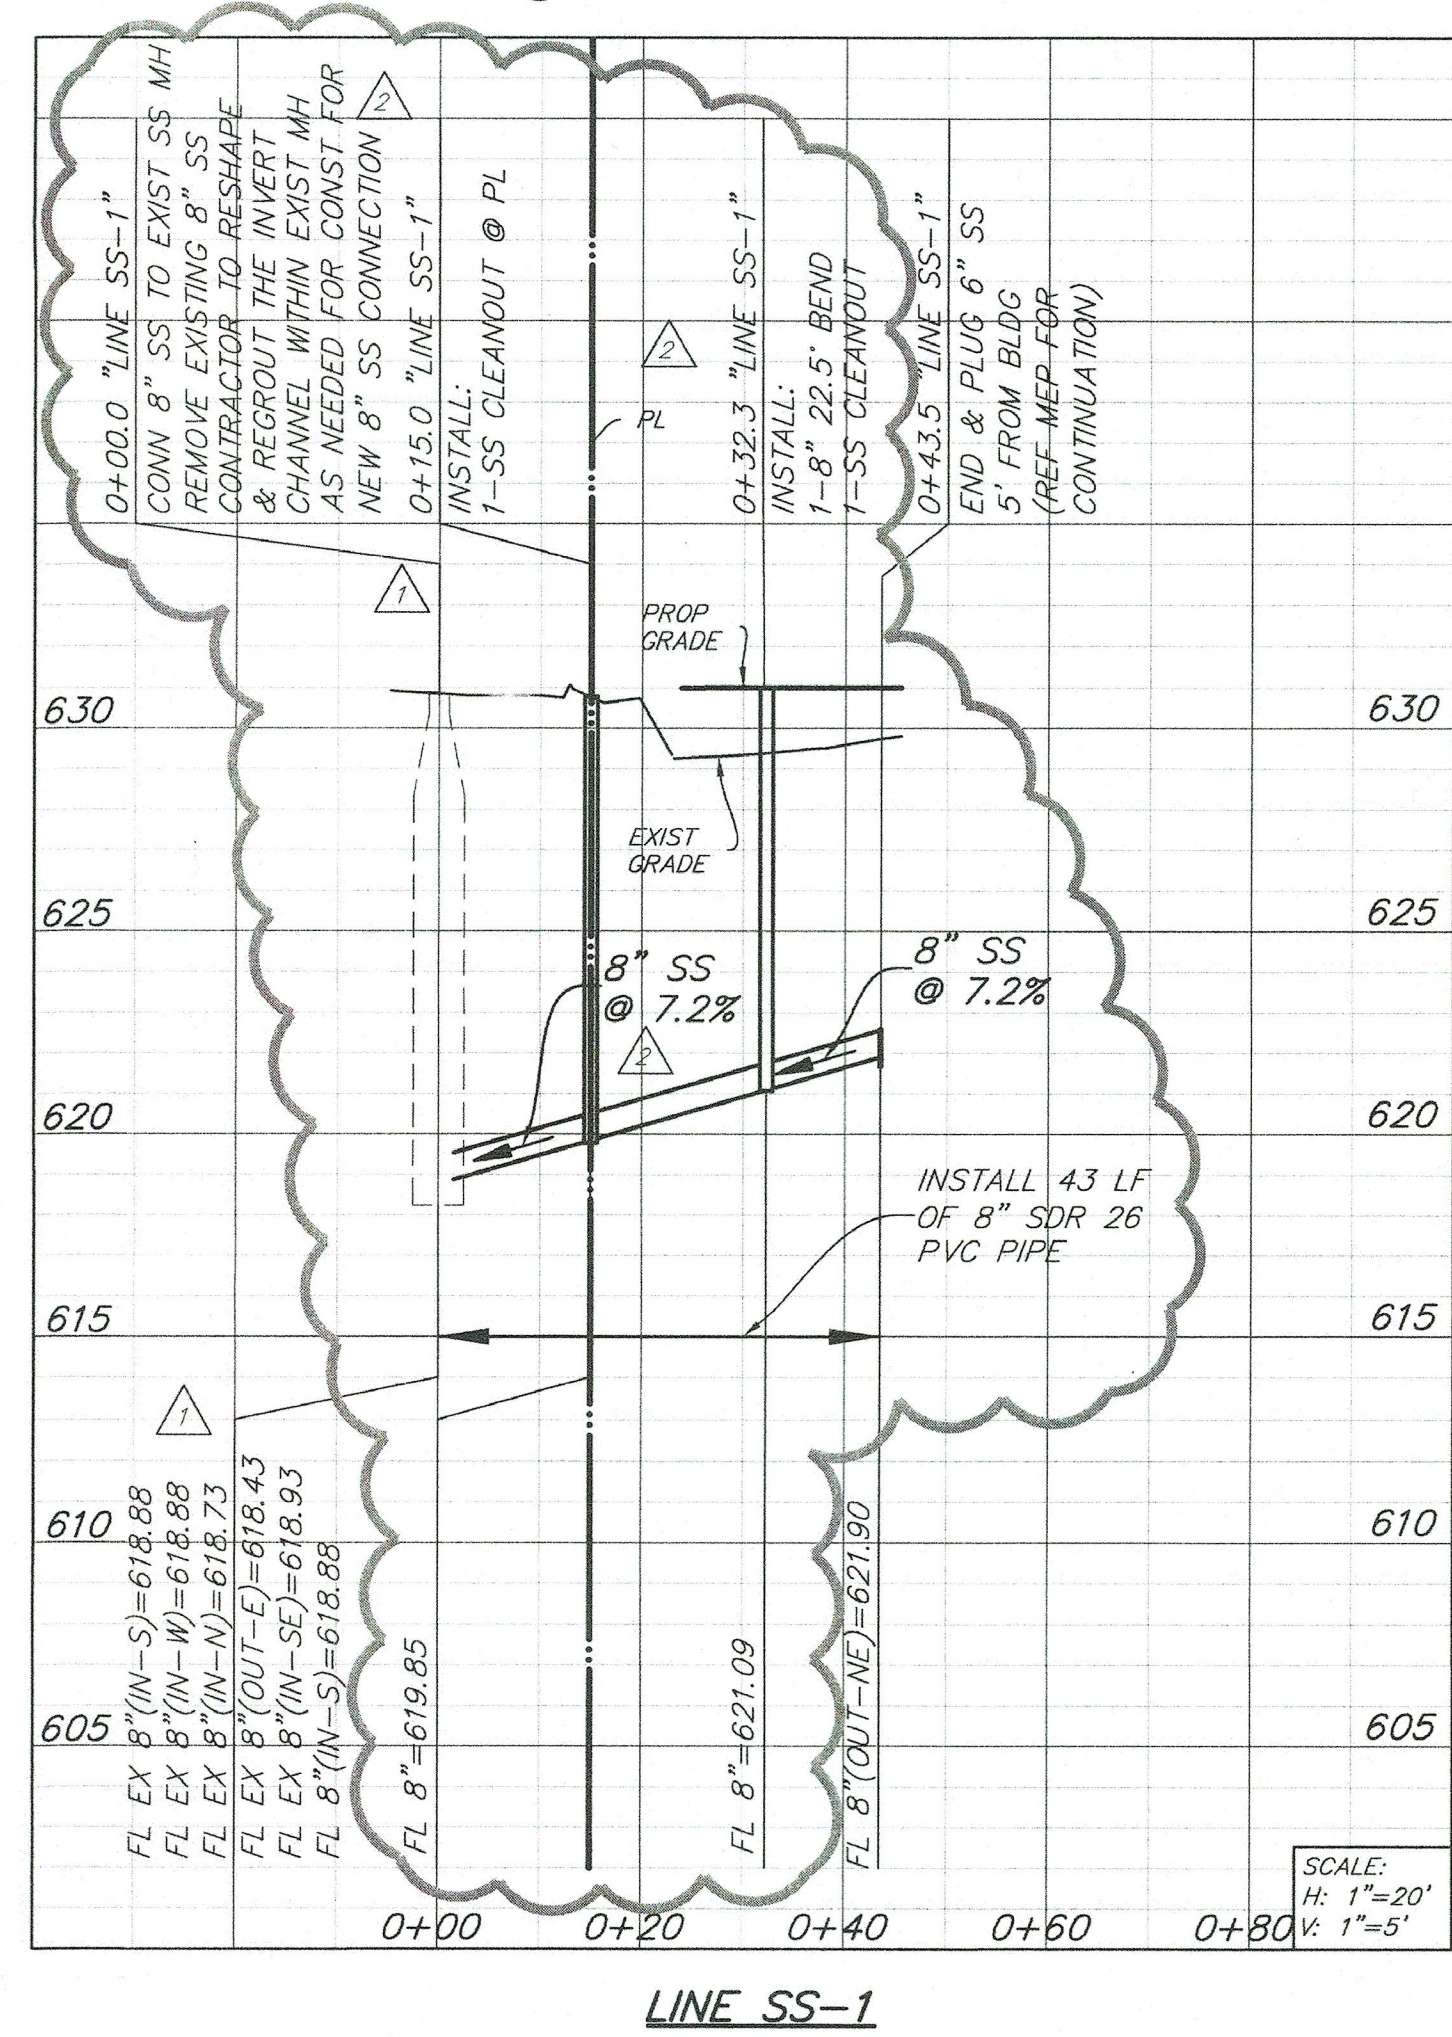 0+00.0 "LINE SS-1"
CONN 8" SS TO EXIST SS MH
REMOVE EXISTING 8" SS
CONTRACTOR TO RESHAPE
& REGROUT THE INVERT
CHANNEL WITHIN EXIST MH
AS NEEDED FOR CONST FOR
NEW 8" SS CONNECTION
2
0+15.0 "LINE SS-1"
INSTALL:
1-SS CLEANOUT @ PL
2
PL
0+32.3 "LINE SS-1"
INSTALL:
1-8" 22.5° BEND
1-SS CLEANOUT
0+43.5 "LINE SS-1"
END & PLUG 6" SS
5' FROM BLDG
(REF MEP FOR
CONTINUATION)
1
PROP
GRADE
630
630
EXIST
GRADE
625
625
8" SS
@ 7.2%
2
8" SS
@ 7.2%
620
620
INSTALL 43 LF
OF 8" SDR 26
PVC PIPE
615
615
1
610
610
605
605
FL EX 8"(IN-S)=618.88
FL EX 8"(IN-W)=618.88
FL EX 8"(IN-N)=618.73
FL EX 8"(OUT-E)=618.43
FL EX 8"(IN-SE)=618.93
FL 8"(IN-S)=618.88
FL 8"=619.85
FL 8"=621.09
FL 8"(OUT-NE)=621.90
0+00
0+20
0+40
0+60
0+80
SCALE:
H: 1"=20'
V: 1"=5'
LINE SS-1